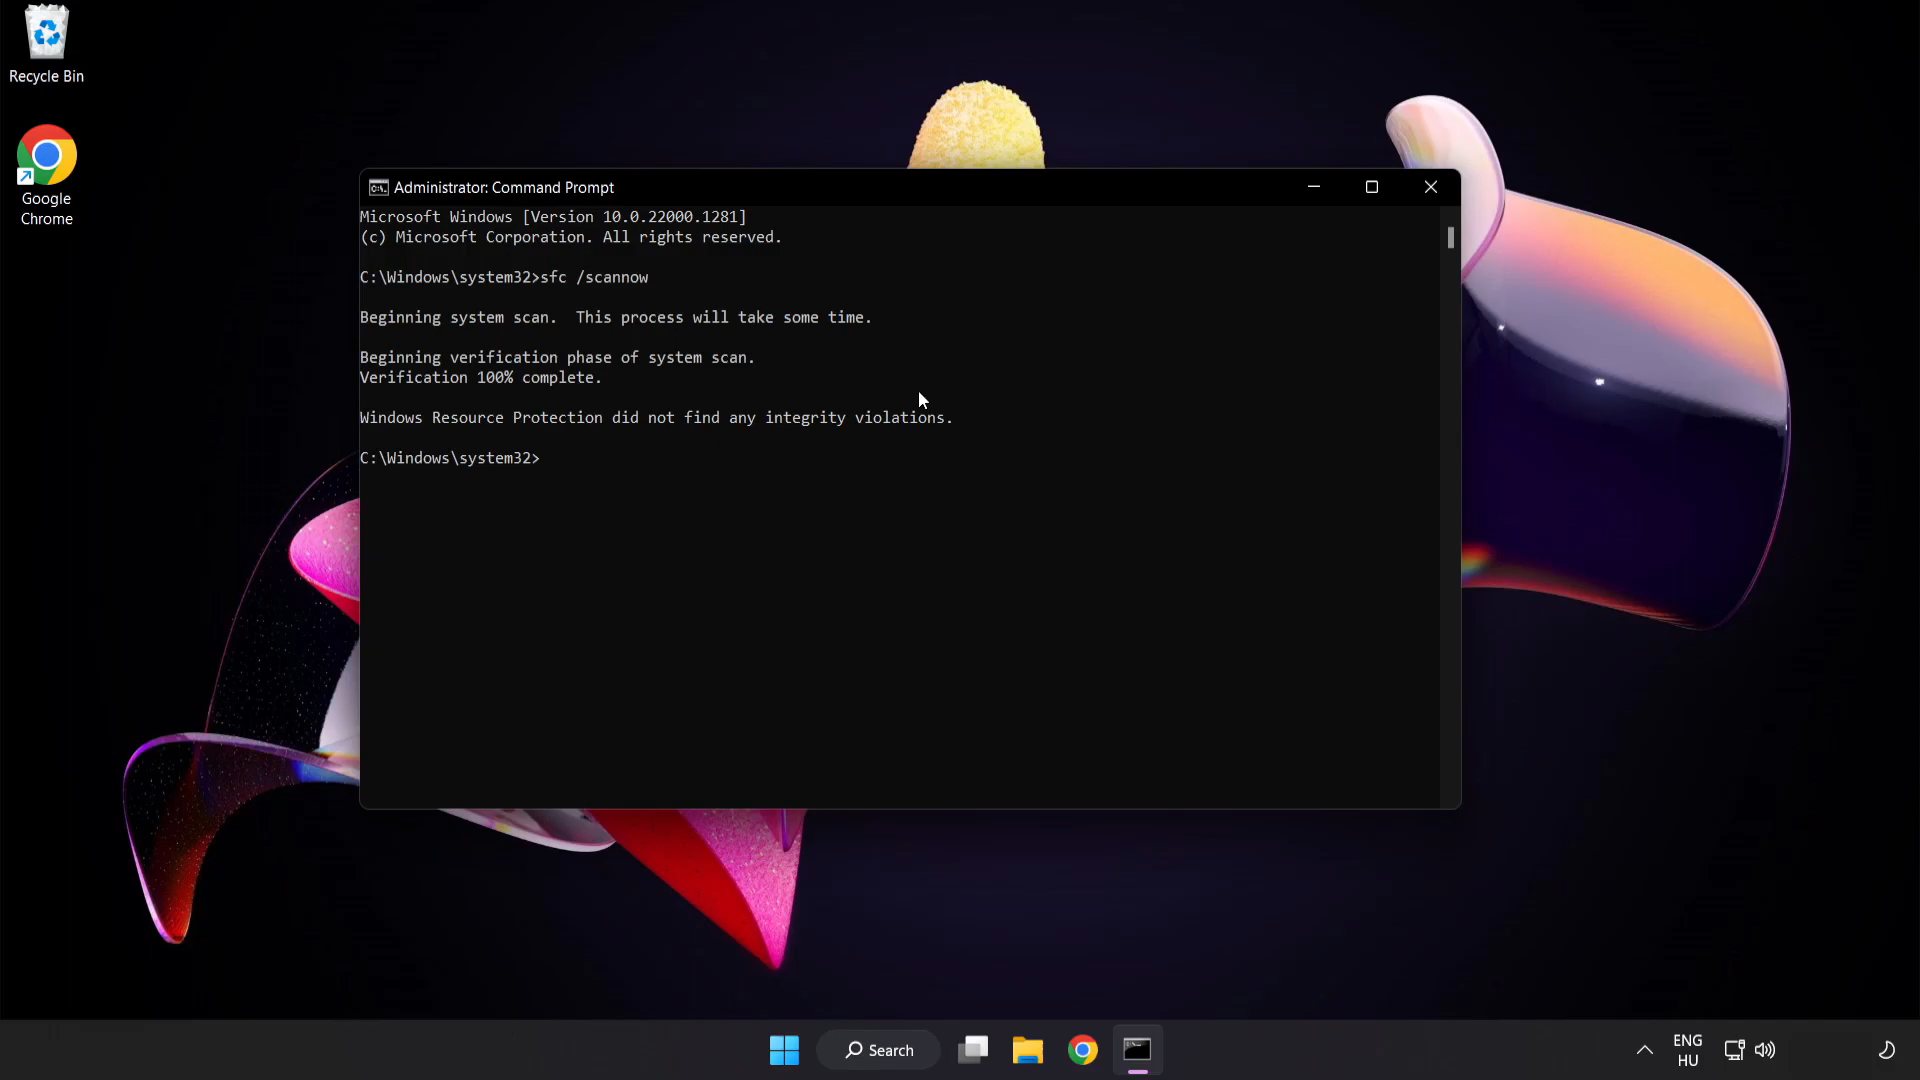 Recycle Bin
Google
Chrome
Administrator: Command Prompt
Microsoft Windows [Version 10.0.22000.1281]
(c) Microsoft Corporation. All rights reserved.
C:\Windows\system32>sfc /scannow
Beginning system scan.  This process will take some time.
Beginning verification phase of system scan.
Verification 100% complete.
Windows Resource Protection did not find any integrity violations.
C:\Windows\system32>
Search
ENG
HU